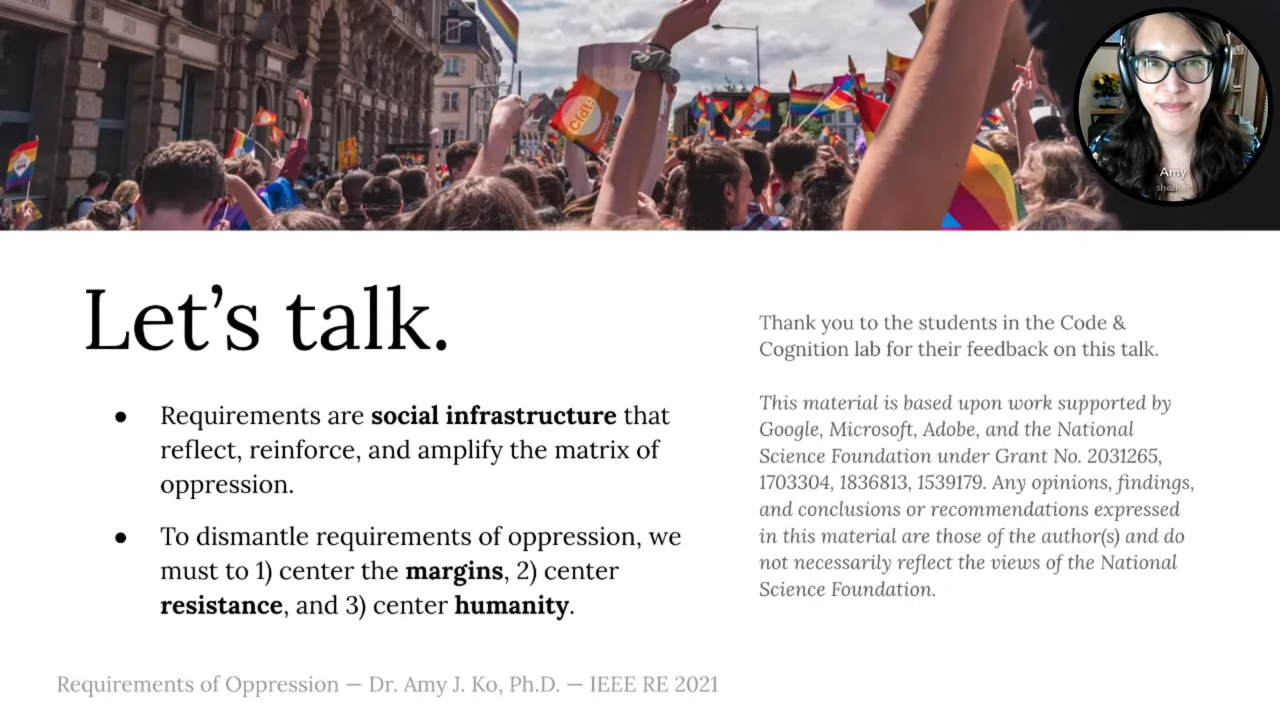 Cfdt:
Amy
she/her
Let's talk.
● Requirements are social infrastructure that
reflect, reinforce, and amplify the matrix of
oppression.
● To dismantle requirements of oppression, we
must to 1) center the margins, 2) center
resistance, and 3) center humanity.
Thank you to the students in the Code &
Cognition lab for their feedback on this talk.
This material is based upon work supported by
Google, Microsoft, Adobe, and the National
Science Foundation under Grant No. 2031265,
1703304, 1836813, 1539179. Any opinions, findings,
and conclusions or recommendations expressed
in this material are those of the author(s) and do
not necessarily reflect the views of the National
Science Foundation.
Requirements of Oppression — Dr. Amy J. Ko, Ph.D. — IEEE RE 2021